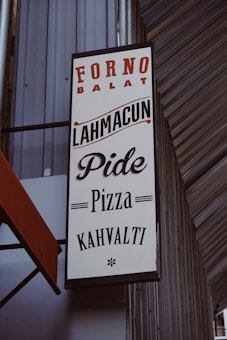 FORNO
BALAT
LAHMACUN
Pide
Pizza
KAHVALTI